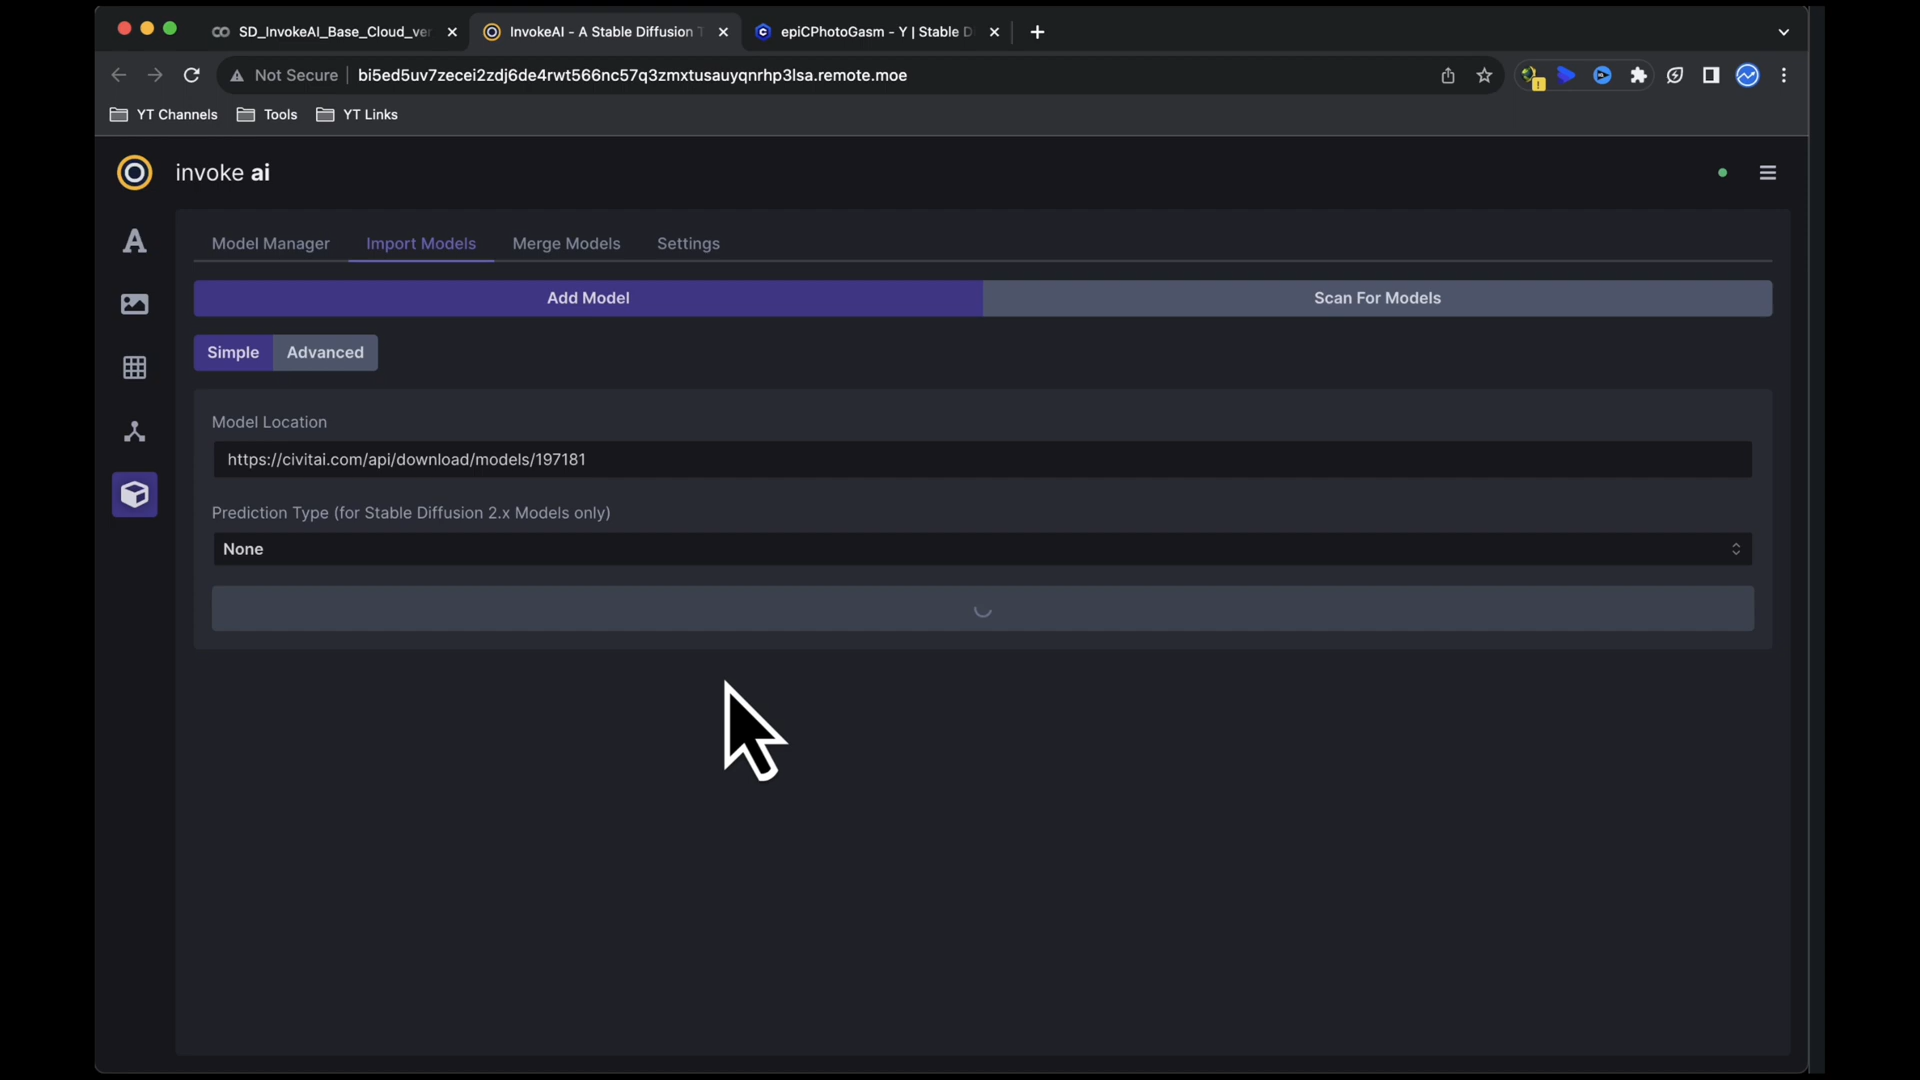 SD_InvokeAI_Base_Cloud_ver
InvokeAI - A Stable Diffusion T
epiCPhotoGasm - Y | Stable D
Not Secure
bi5ed5uv7zecei2zdj6de4rwt566nc57q3zmxtusauyqnrhp3lsa.remote.moe
YT Channels
Tools
YT Links
invoke ai
Model Manager
Import Models
Merge Models
Settings
Add Model
Scan For Models
Simple
Advanced
Model Location
https://civitai.com/api/download/models/197181
Prediction Type (for Stable Diffusion 2.x Models only)
None